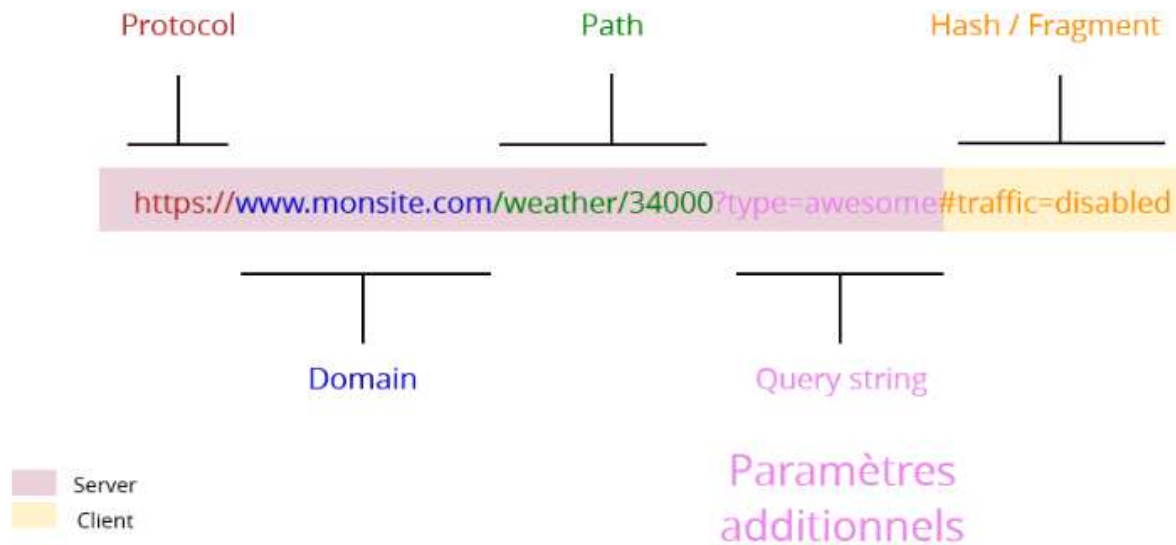 Protocol
Path
Hash / Fragment
https://www.monsite.com/weather/34000?type=awesome#traffic=disabled
Domain
Query string
Paramètres
additionnels
Server
Client